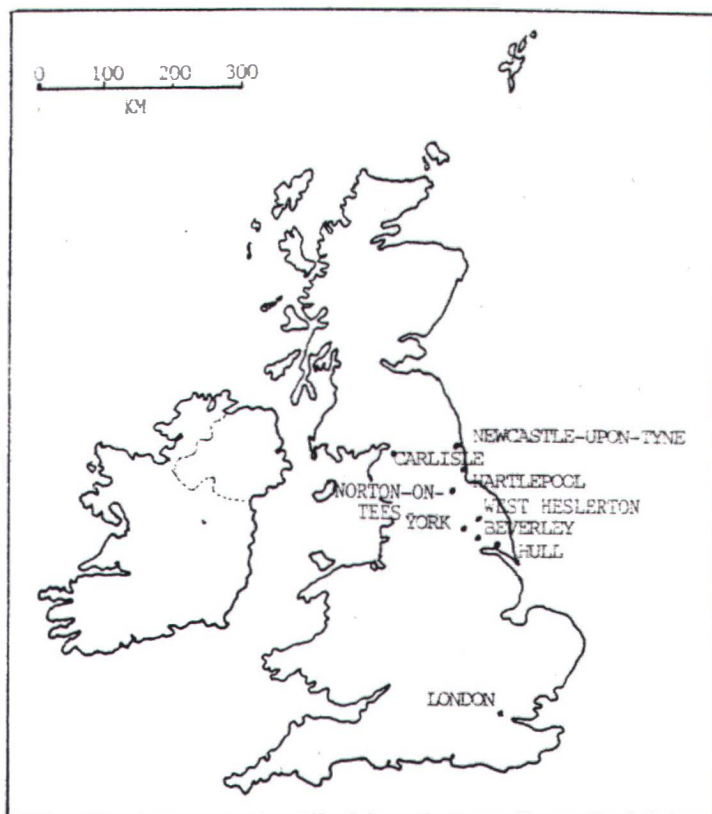 0 100 200 300
KM
NEWCASTLE-UPON-TYNE
CARLISLE
HARTLEPOOL
NORTON-ON-
TEES
WEST HESLERTON
YORK
BEVERLEY
HULL
LONDON